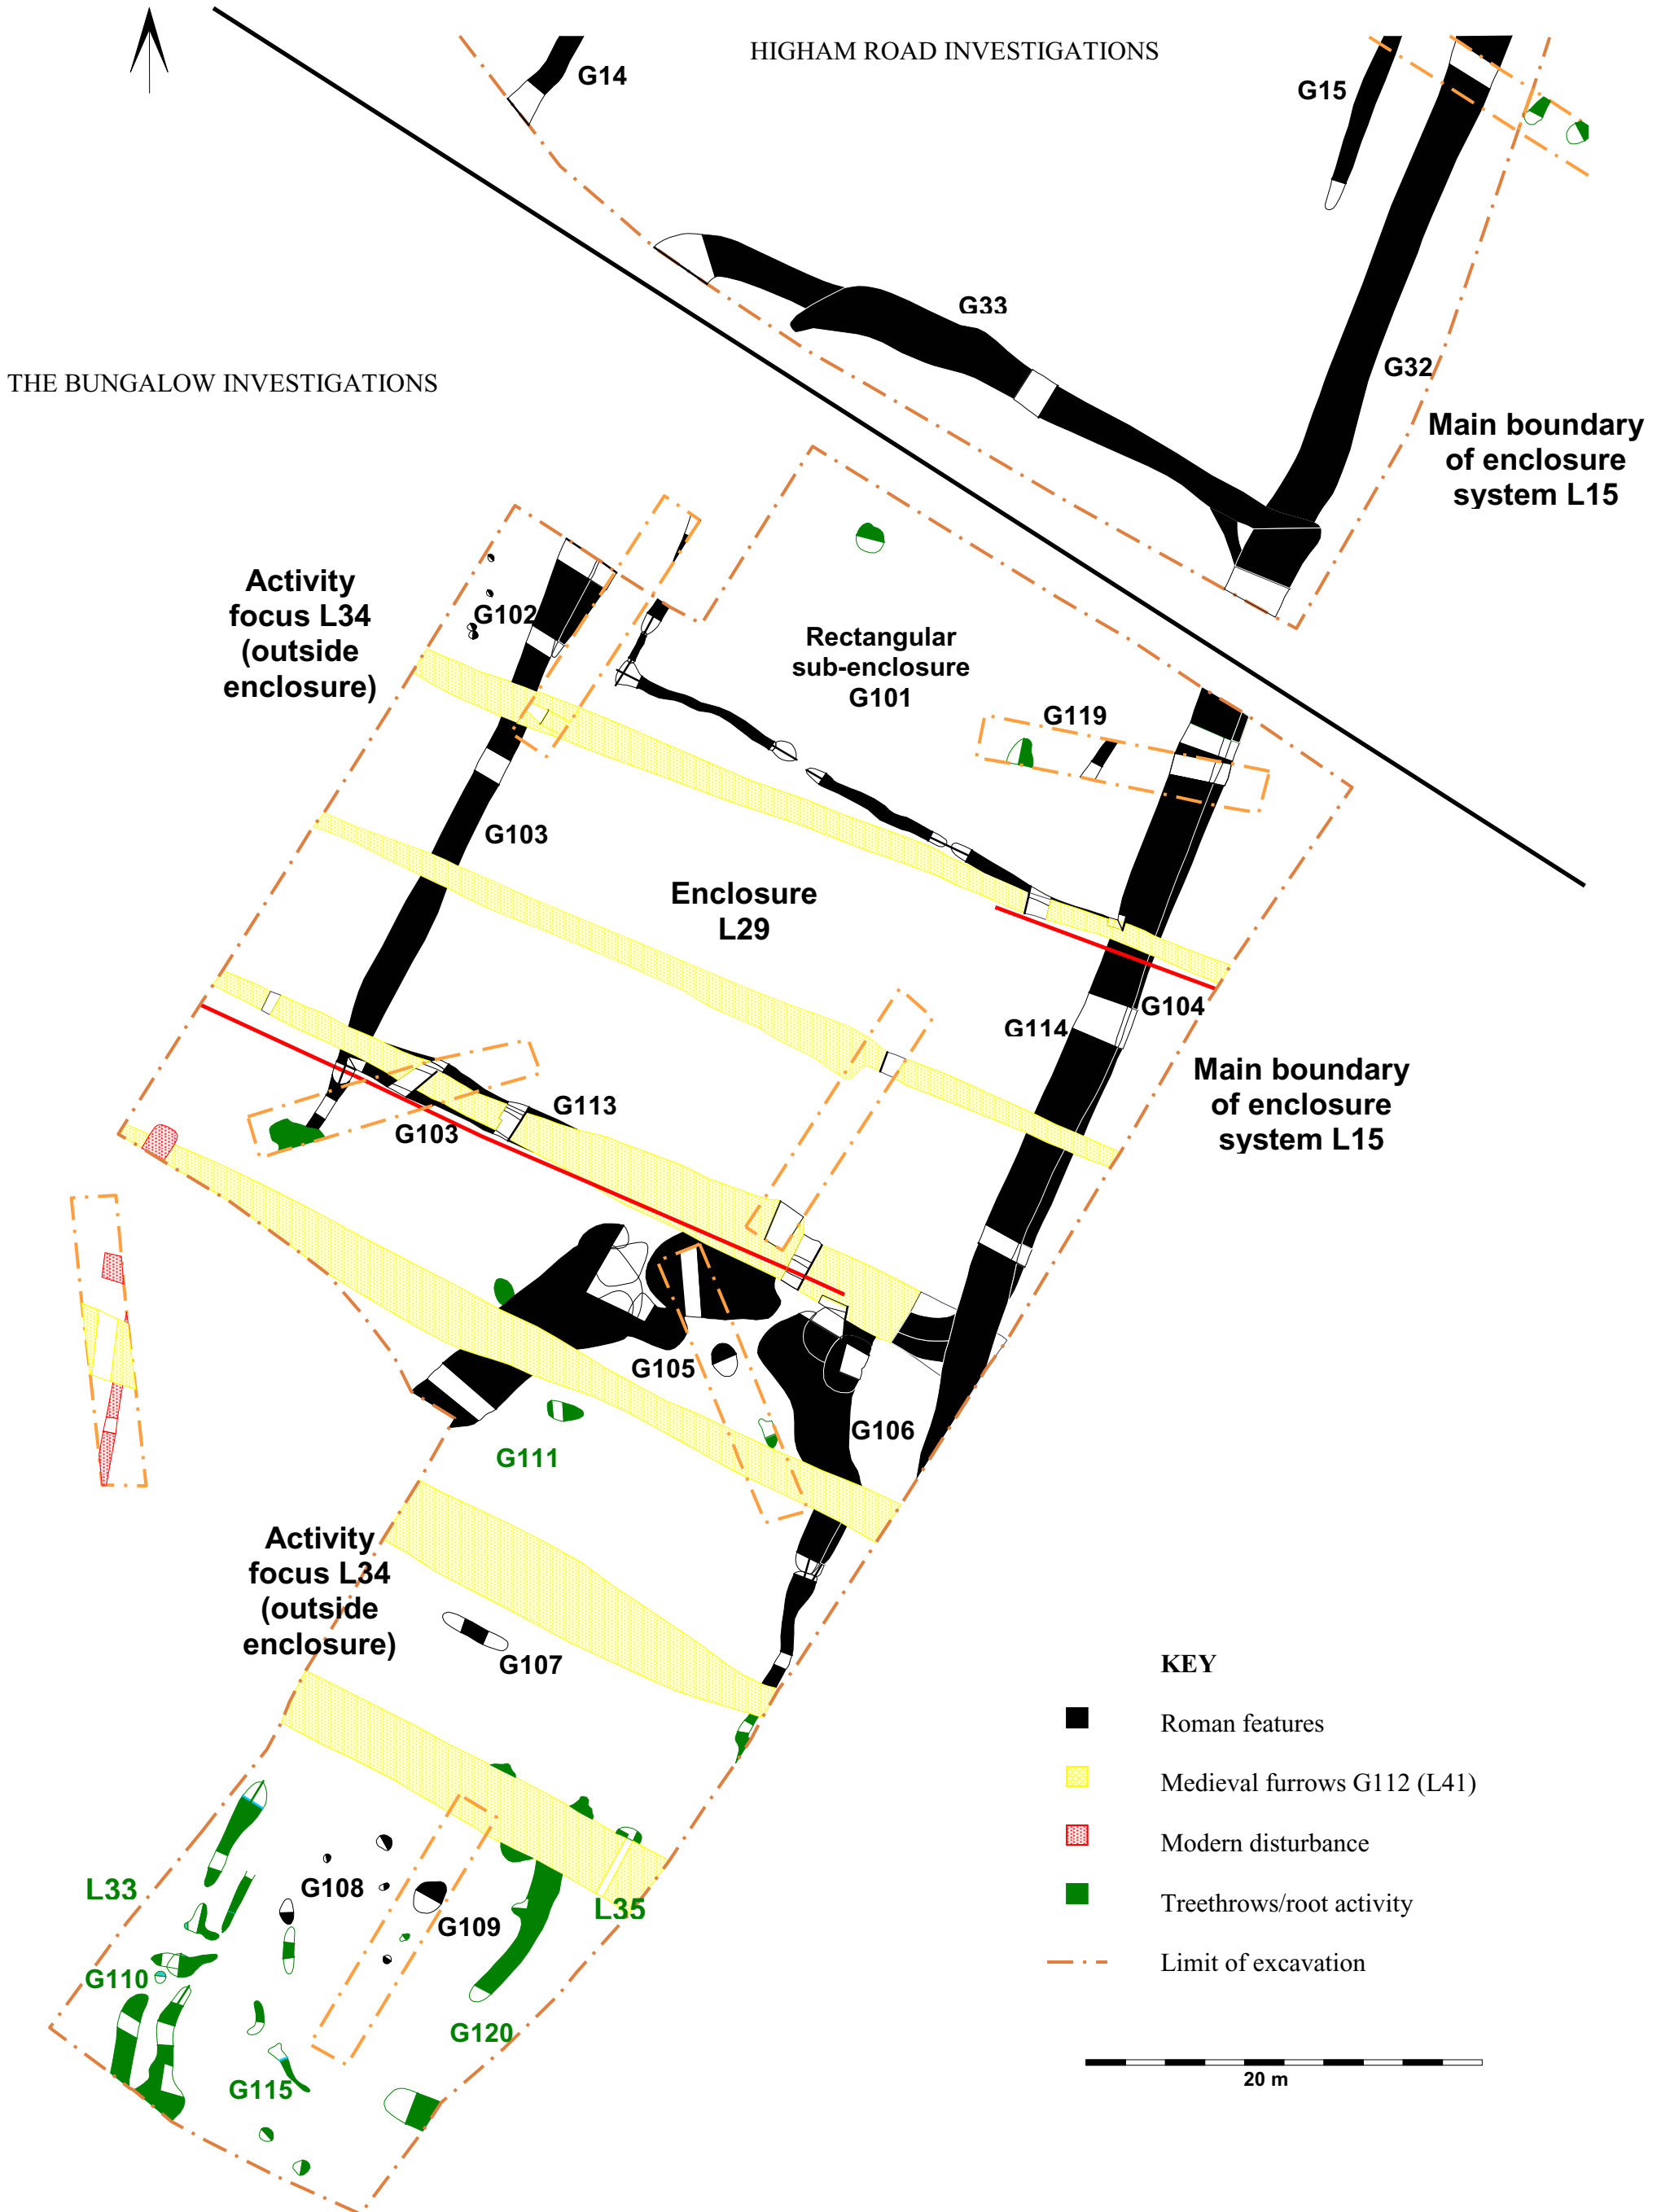 HIGHAM ROAD INVESTIGATIONS
G14
G15
G33
G32
THE BUNGALOW INVESTIGATIONS
Main boundary
of enclosure
system L15
Activity
focus L34
(outside
enclosure)
G102
Rectangular
sub-enclosure
G101
G119
G103
Enclosure
L29
G104
G114
Main boundary
of enclosure
system L15
G113
G103
G105
G106
G111
Activity
focus L34
(outside
enclosure)
G107
L33
G108
G109
L35
G110
G120
G115
KEY
Roman features
Medieval furrows G112 (L41)
Modern disturbance
Treethrows/root activity
Limit of excavation
20 m